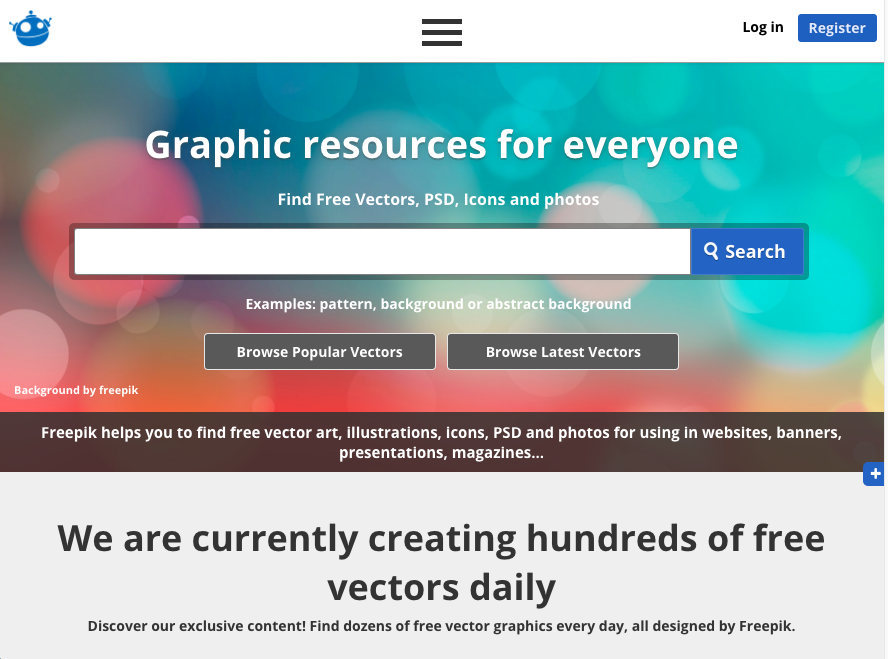 Log in
Register
Graphic resources for everyone
Find Free Vectors, PSD, Icons and photos
Search
Examples: pattern, background or abstract background
Browse Popular Vectors
Browse Latest Vectors
Background by freepik
Freepik helps you to find free vector art, illustrations, icons, PSD and photos for using in websites, banners,
presentations, magazines...
+
We are currently creating hundreds of free
vectors daily
Discover our exclusive content! Find dozens of free vector graphics every day, all designed by Freepik.